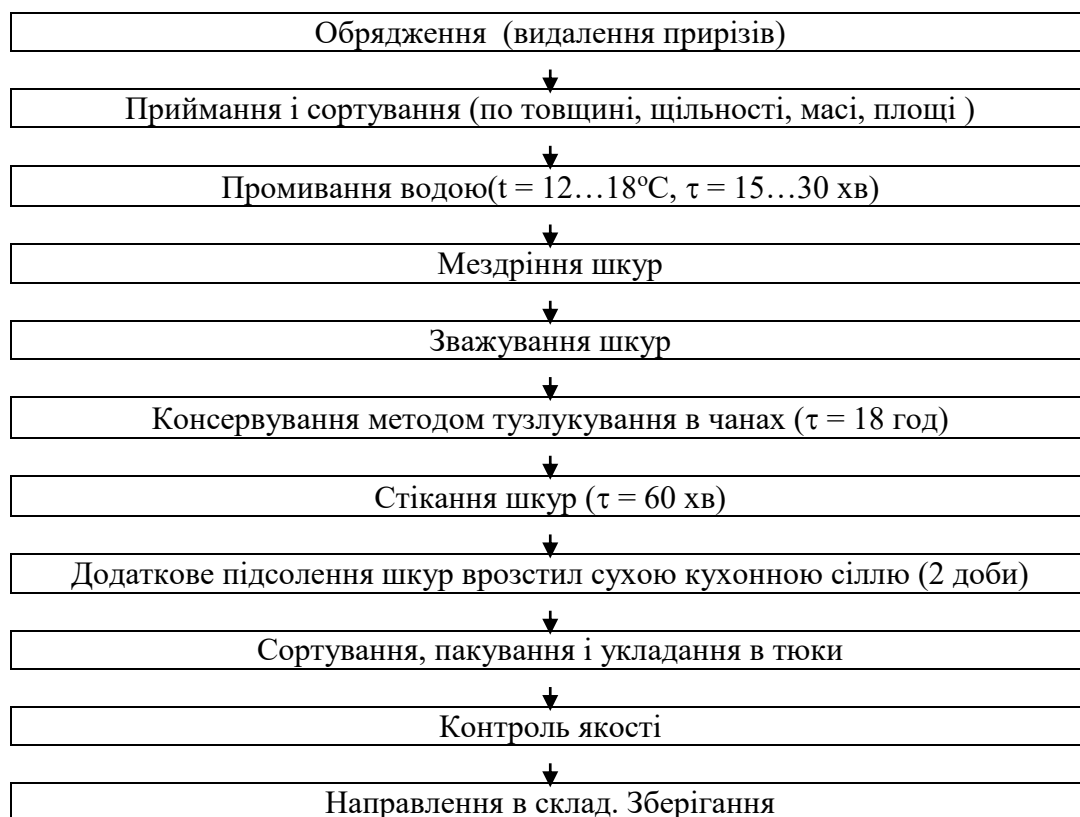 Обрядження (видалення прирізів)
Приймання і сортування (по товщині, щільності, масі, площі )
Промивання водою(t = 12…18ºС, τ = 15…30 хв)
Мездріння шкур
Зважування шкур
Консервування методом тузлукування в чанах (τ = 18 год)
Стікання шкур (τ = 60 хв)
Додаткове підсолення шкур врозстил сухою кухонною сіллю (2 доби)
Сортування, пакування і укладання в тюки
Контроль якості
Направлення в склад. Зберігання